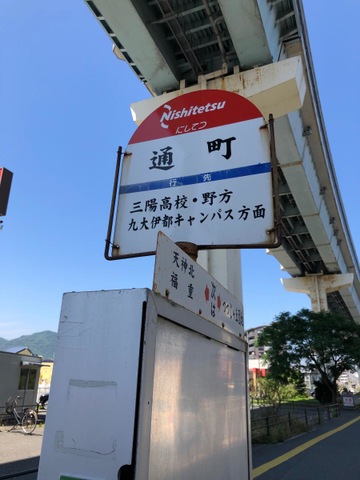 Nishitetsu
にしてつ
通町
行先
三陽高校・野方
九大伊都キャンパス方面
天神北
福重